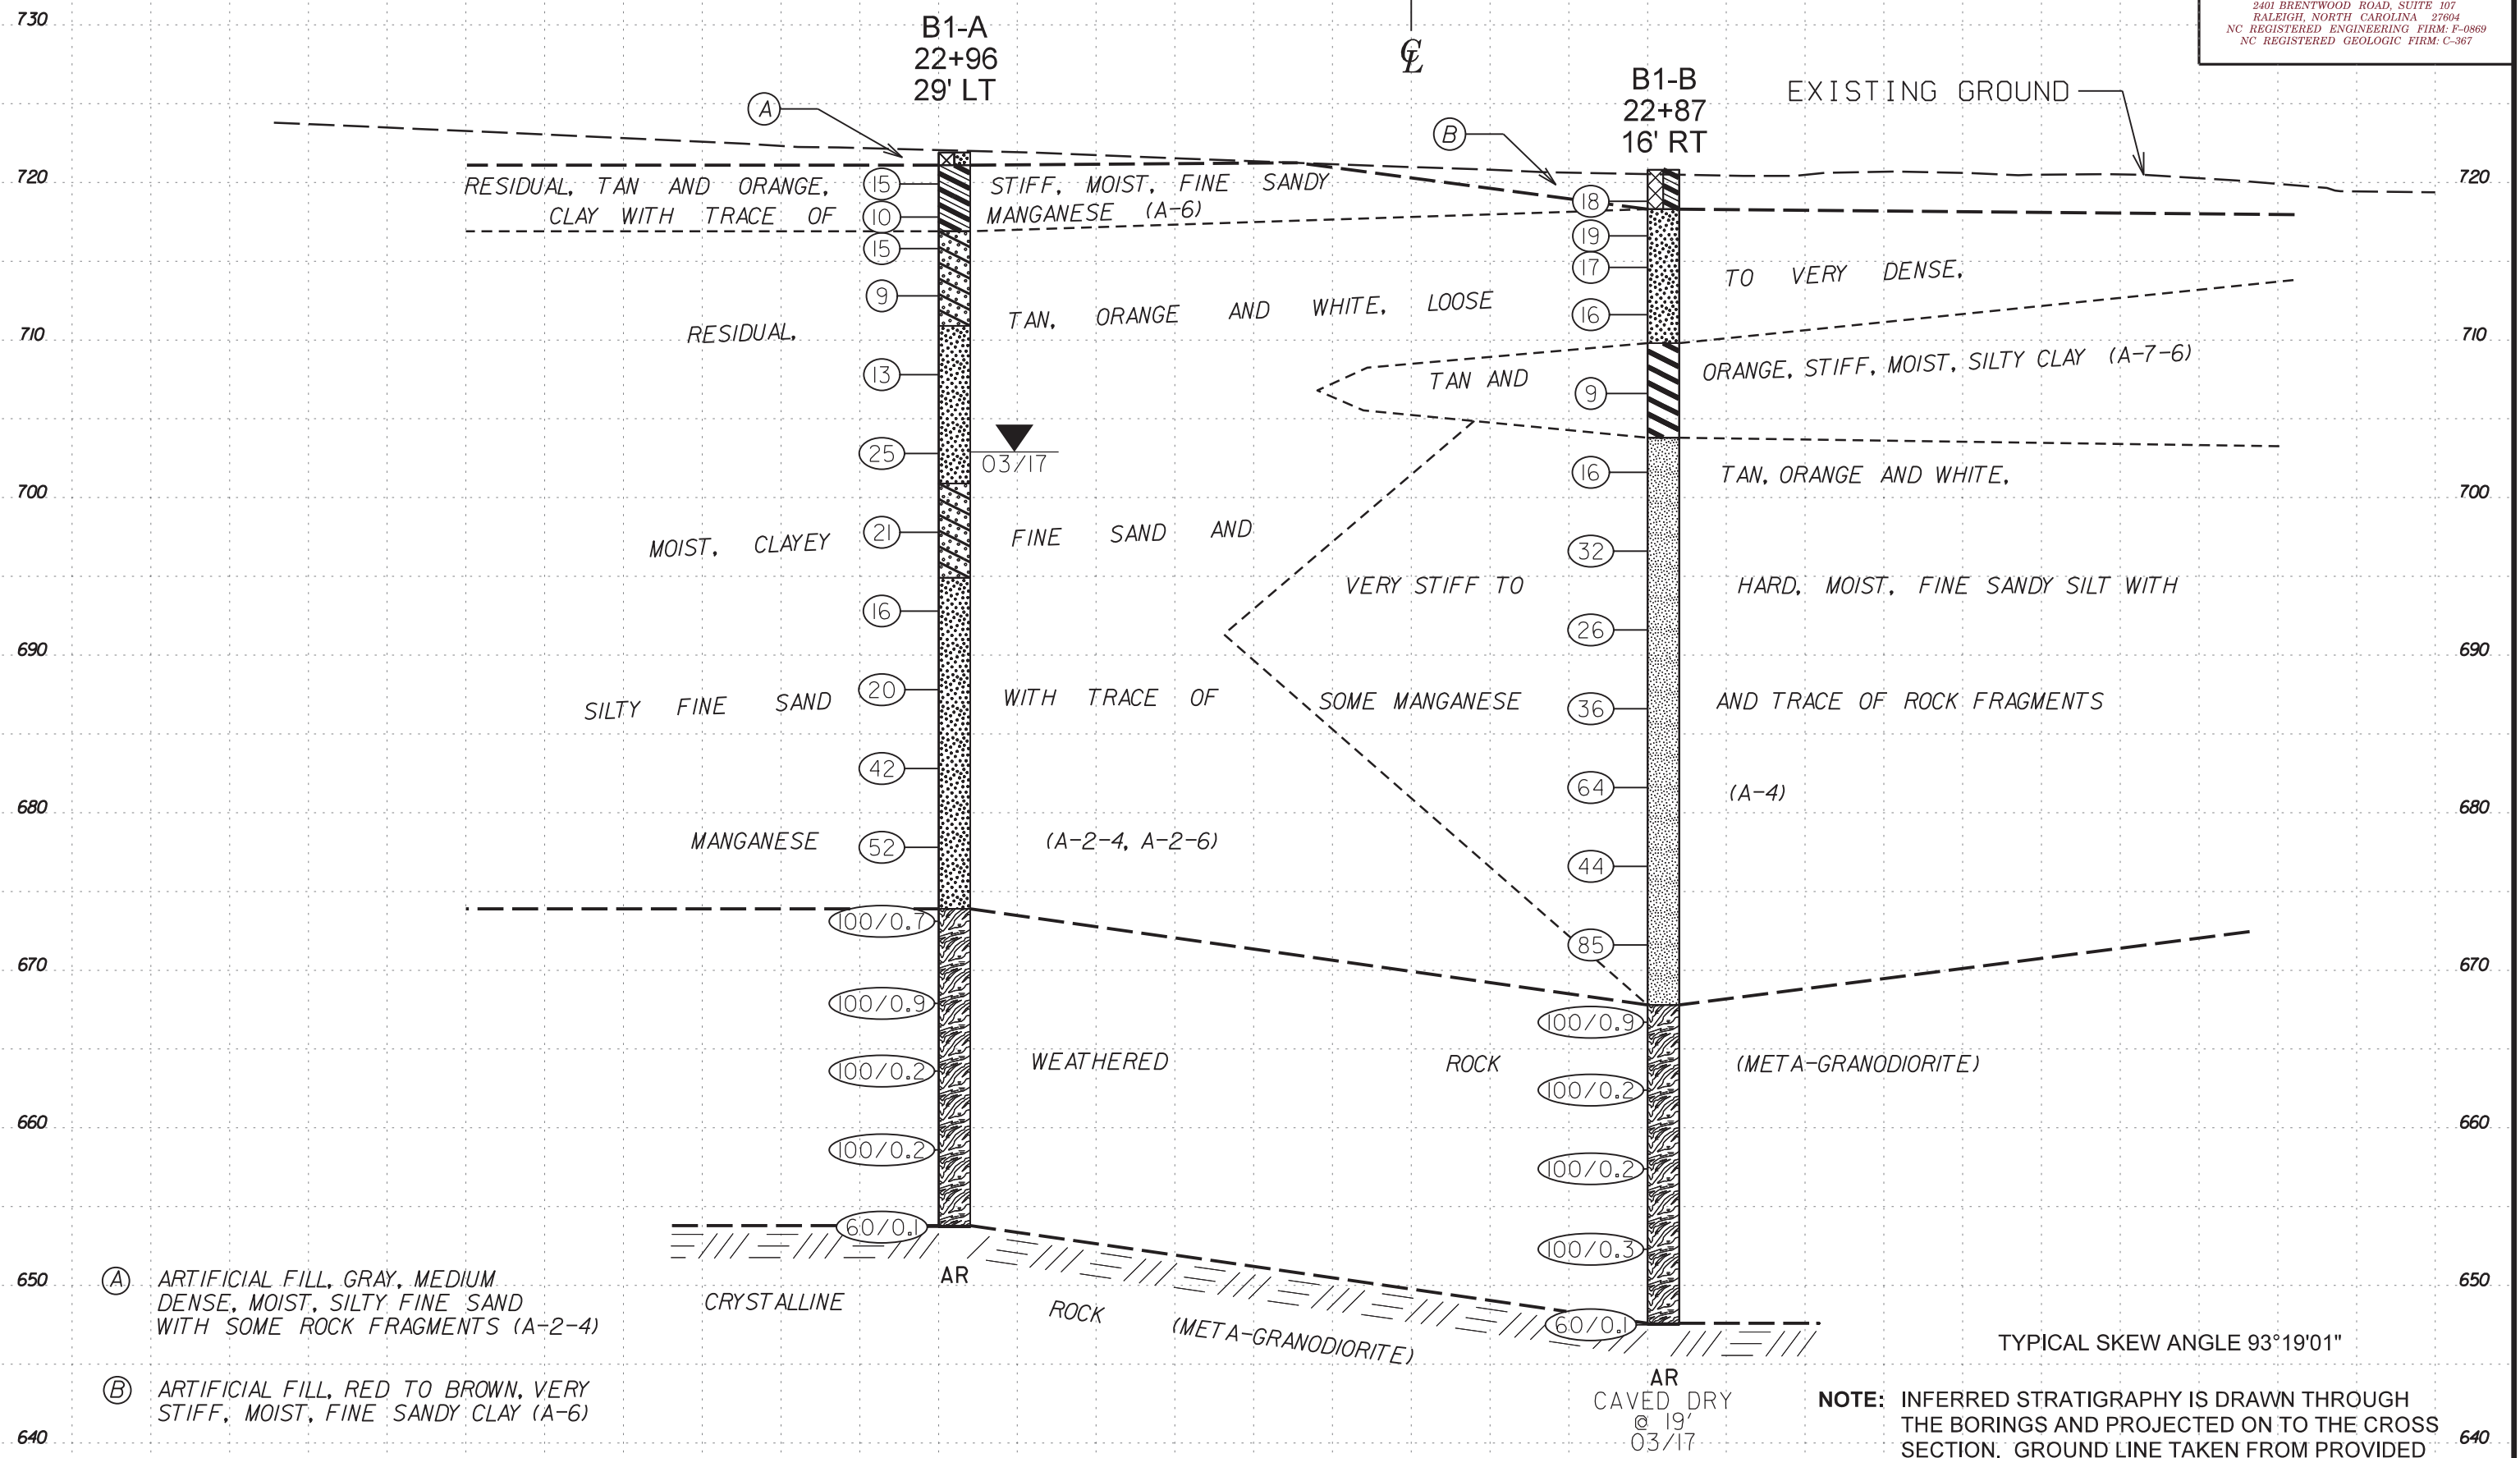 2401 BRENTWOOD ROAD, SUITE 107
RALEIGH, NORTH CAROLINA 27604
NC REGISTERED ENGINEERING FIRM: F-0869
NC REGISTERED GEOLOGIC FIRM: C-367
730
B1-A
22+96
29' LT
℄
B1-B
22+87
16' RT
EXISTING GROUND
A
B
720
RESIDUAL, TAN AND ORANGE,
15
STIFF, MOIST, FINE SANDY
720
CLAY WITH TRACE OF
10
MANGANESE (A-6)
18
15
19
9
17
TO VERY DENSE,
RESIDUAL,
TAN, ORANGE AND WHITE, LOOSE
16
710
710
13
TAN AND
9
ORANGE, STIFF, MOIST, SILTY CLAY (A-7-6)
25
03/17
16
TAN, ORANGE AND WHITE,
700
700
MOIST, CLAYEY
21
FINE SAND AND
32
16
VERY STIFF TO
HARD, MOIST, FINE SANDY SILT WITH
26
690
690
SILTY FINE SAND
20
WITH TRACE OF
SOME MANGANESE
36
AND TRACE OF ROCK FRAGMENTS
42
64
(A-4)
680
680
MANGANESE
52
(A-2-4, A-2-6)
44
100/0.7
85
670
670
100/0.9
100/0.9
100/0.2
WEATHERED
ROCK
(META-GRANODIORITE)
100/0.2
660
660
100/0.2
100/0.2
60/0.1
100/0.3
650
650
AR
CRYSTALLINE
ROCK
(META-GRANODIORITE)
60/0.1
A ARTIFICIAL FILL, GRAY, MEDIUM
DENSE, MOIST, SILTY FINE SAND
WITH SOME ROCK FRAGMENTS (A-2-4)
B ARTIFICIAL FILL, RED TO BROWN, VERY
STIFF, MOIST, FINE SANDY CLAY (A-6)
AR
CAVED DRY
@ 19'
03/17
TYPICAL SKEW ANGLE 93°19'01"
NOTE: INFERRED STRATIGRAPHY IS DRAWN THROUGH
THE BORINGS AND PROJECTED ON TO THE CROSS
SECTION. GROUND LINE TAKEN FROM PROVIDED
640
640